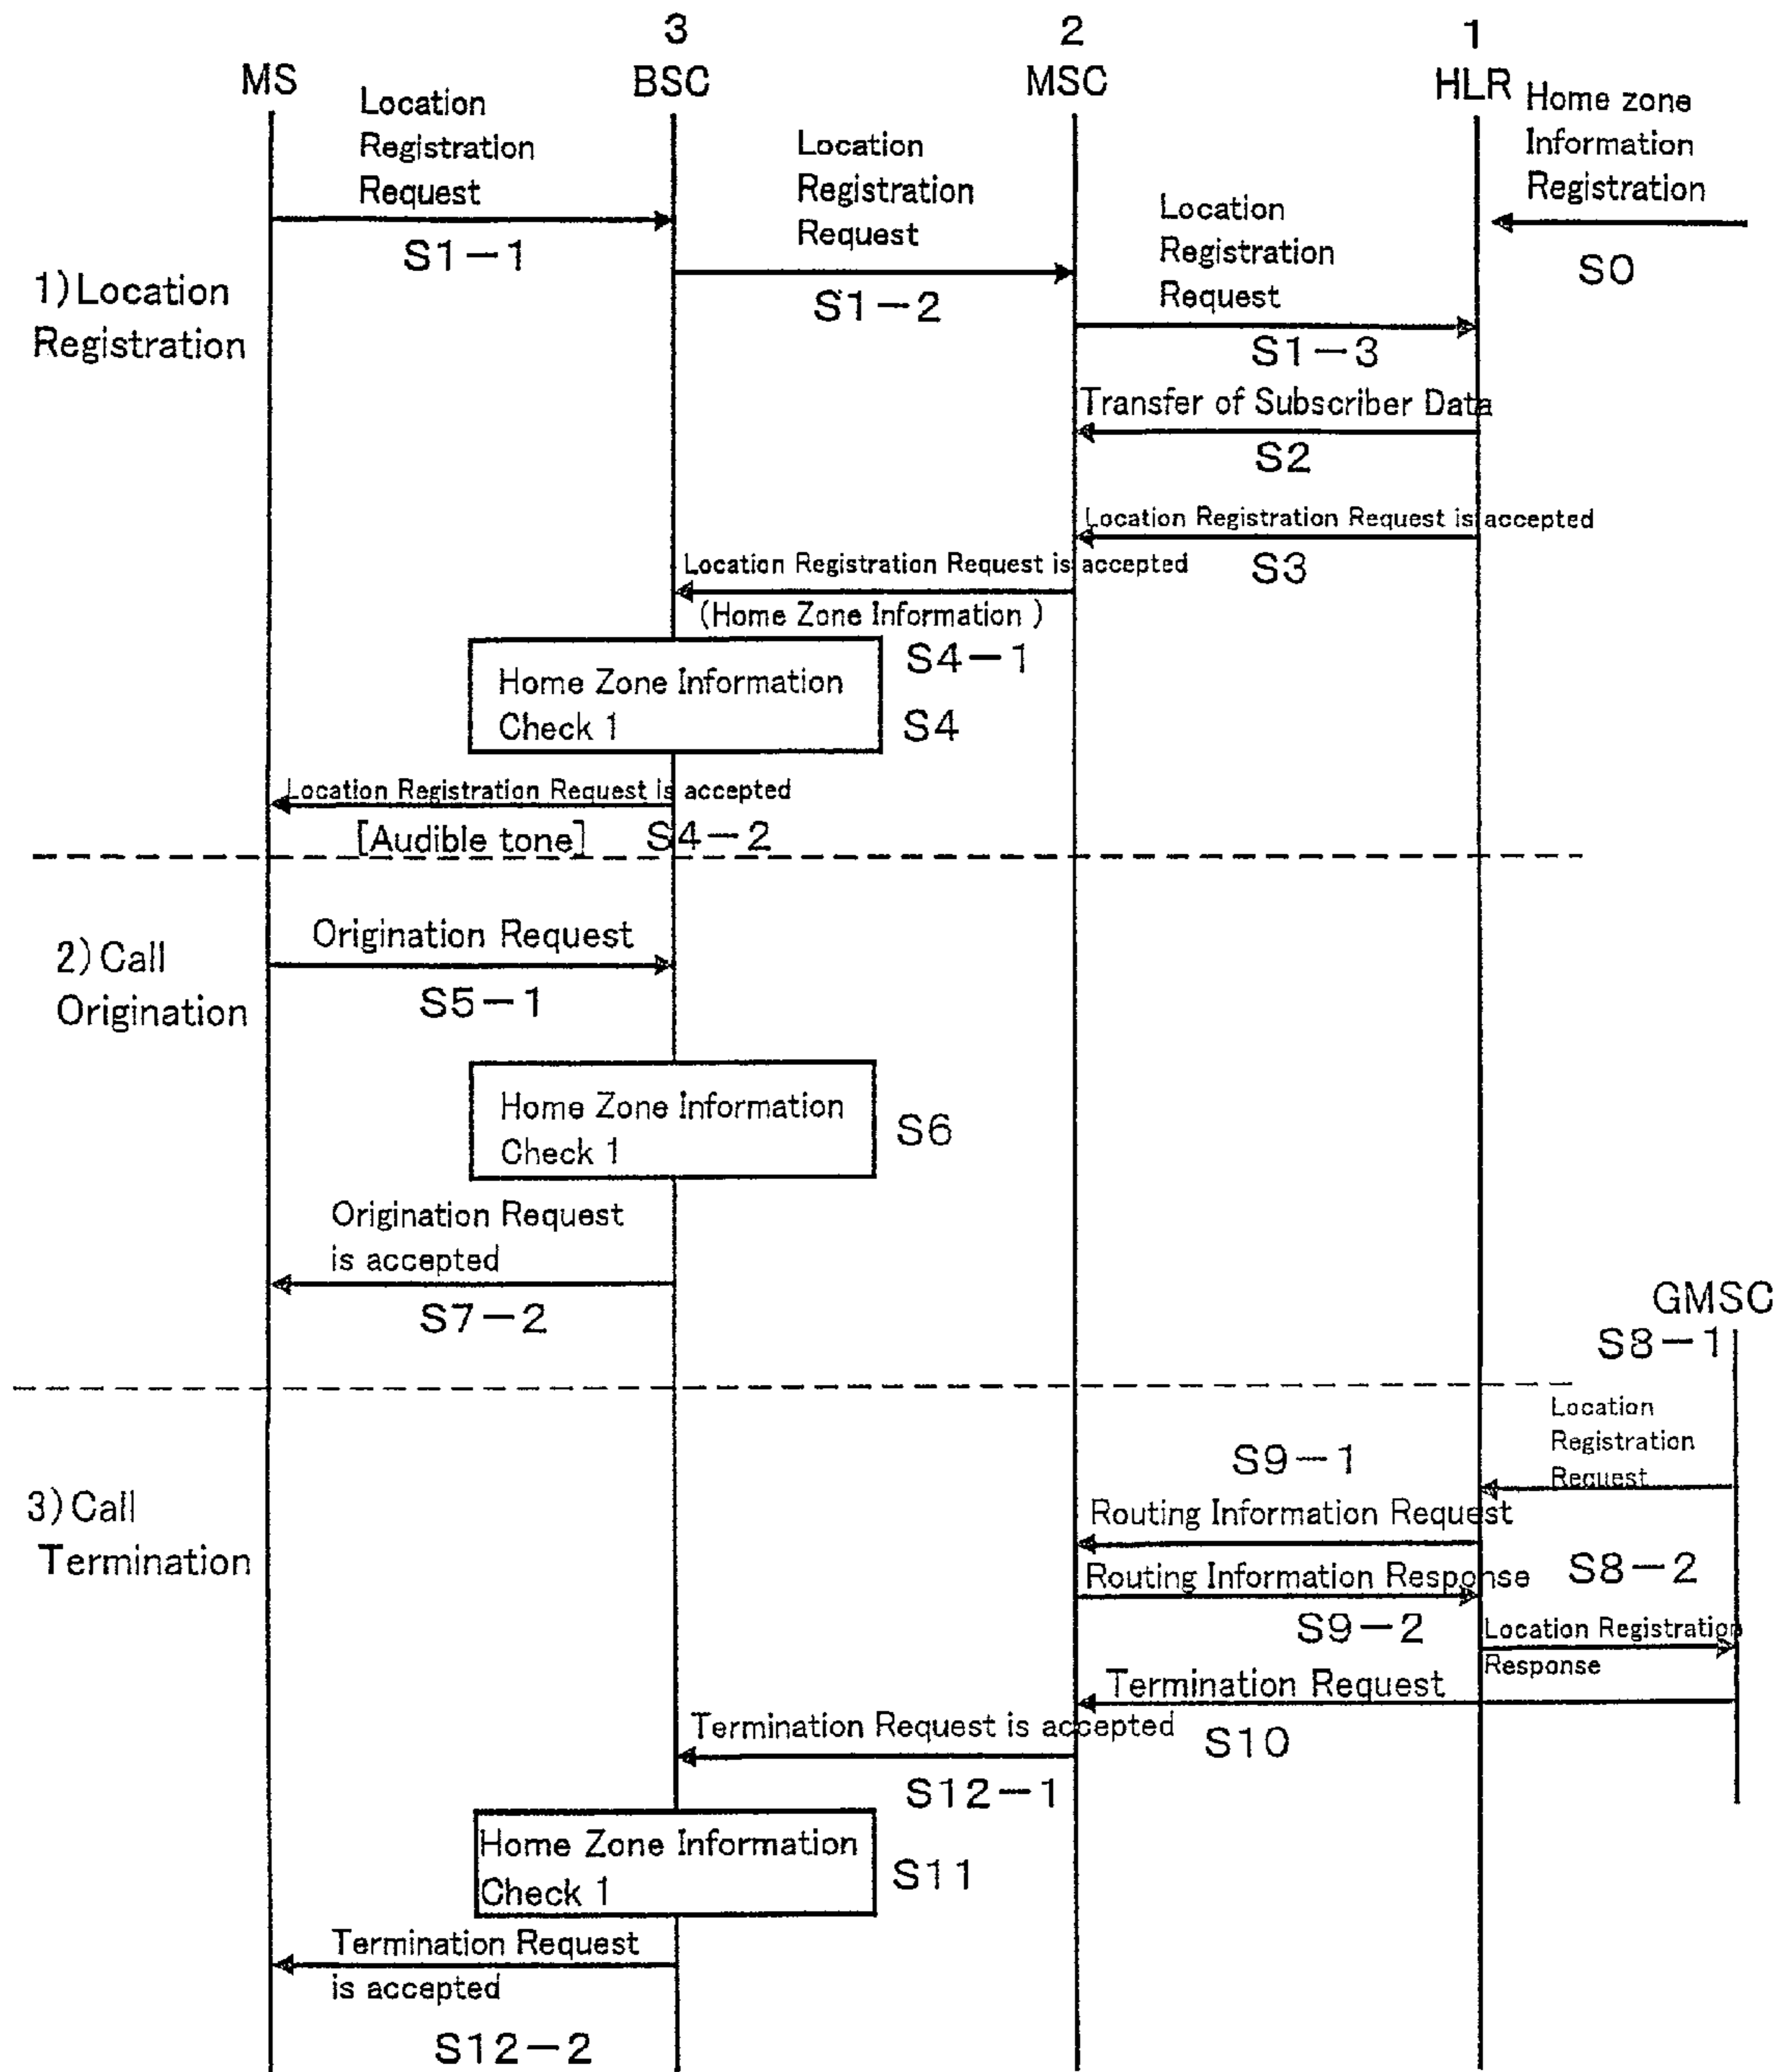 3
2
1
MS
BSC
MSC
HLR
Location
Registration
Request
Location
Registration
Request
Location
Registration
Request
Home zone
Information
Registration
S1-1
S1-2
S1-3
S0
1) Location
Registration
Transfer of Subscriber Data
S2
Location Registration Request is accepted
S3
Location Registration Request is accepted
(Home Zone Information )
S4-1
Home Zone Information
Check 1
S4
Location Registration Request is accepted
[Audible tone]
S4-2
2) Call
Origination
Origination Request
S5-1
Home Zone Information
Check 1
S6
Origination Request
is accepted
S7-2
GMSC
S8-1
3) Call
Termination
Location
Registration
Request
S9-1
Routing Information Request
Routing Information Response
S8-2
S9-2
Location Registration
Response
Termination Request
S10
Termination Request is accepted
S12-1
Home Zone Information
Check 1
S11
Termination Request
is accepted
S12-2